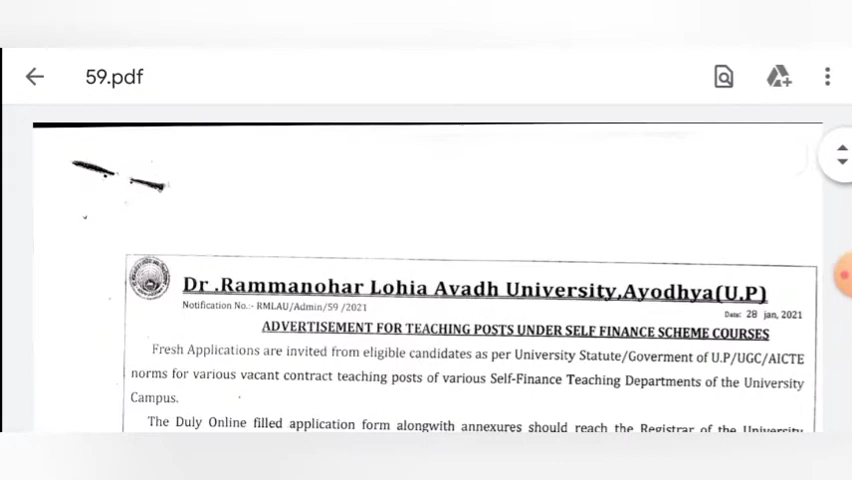 59.pdf
Dr .Rammanohar Lohia Avadh University,Ayodhya(U.P)
Notification No.:- RMLAU/Admin/59 /2021
Date: 28 jan, 2021
ADVERTISEMENT FOR TEACHING POSTS UNDER SELF FINANCE SCHEME COURSES
Fresh Applications are invited from eligible candidates as per University Statute/Goverment of U.P/UGC/AICTE
norms for various vacant contract teaching posts of various Self-Finance Teaching Departments of the University
Campus.
The Duly Online filled application form alongwith annexures should reach the Registrar of the University